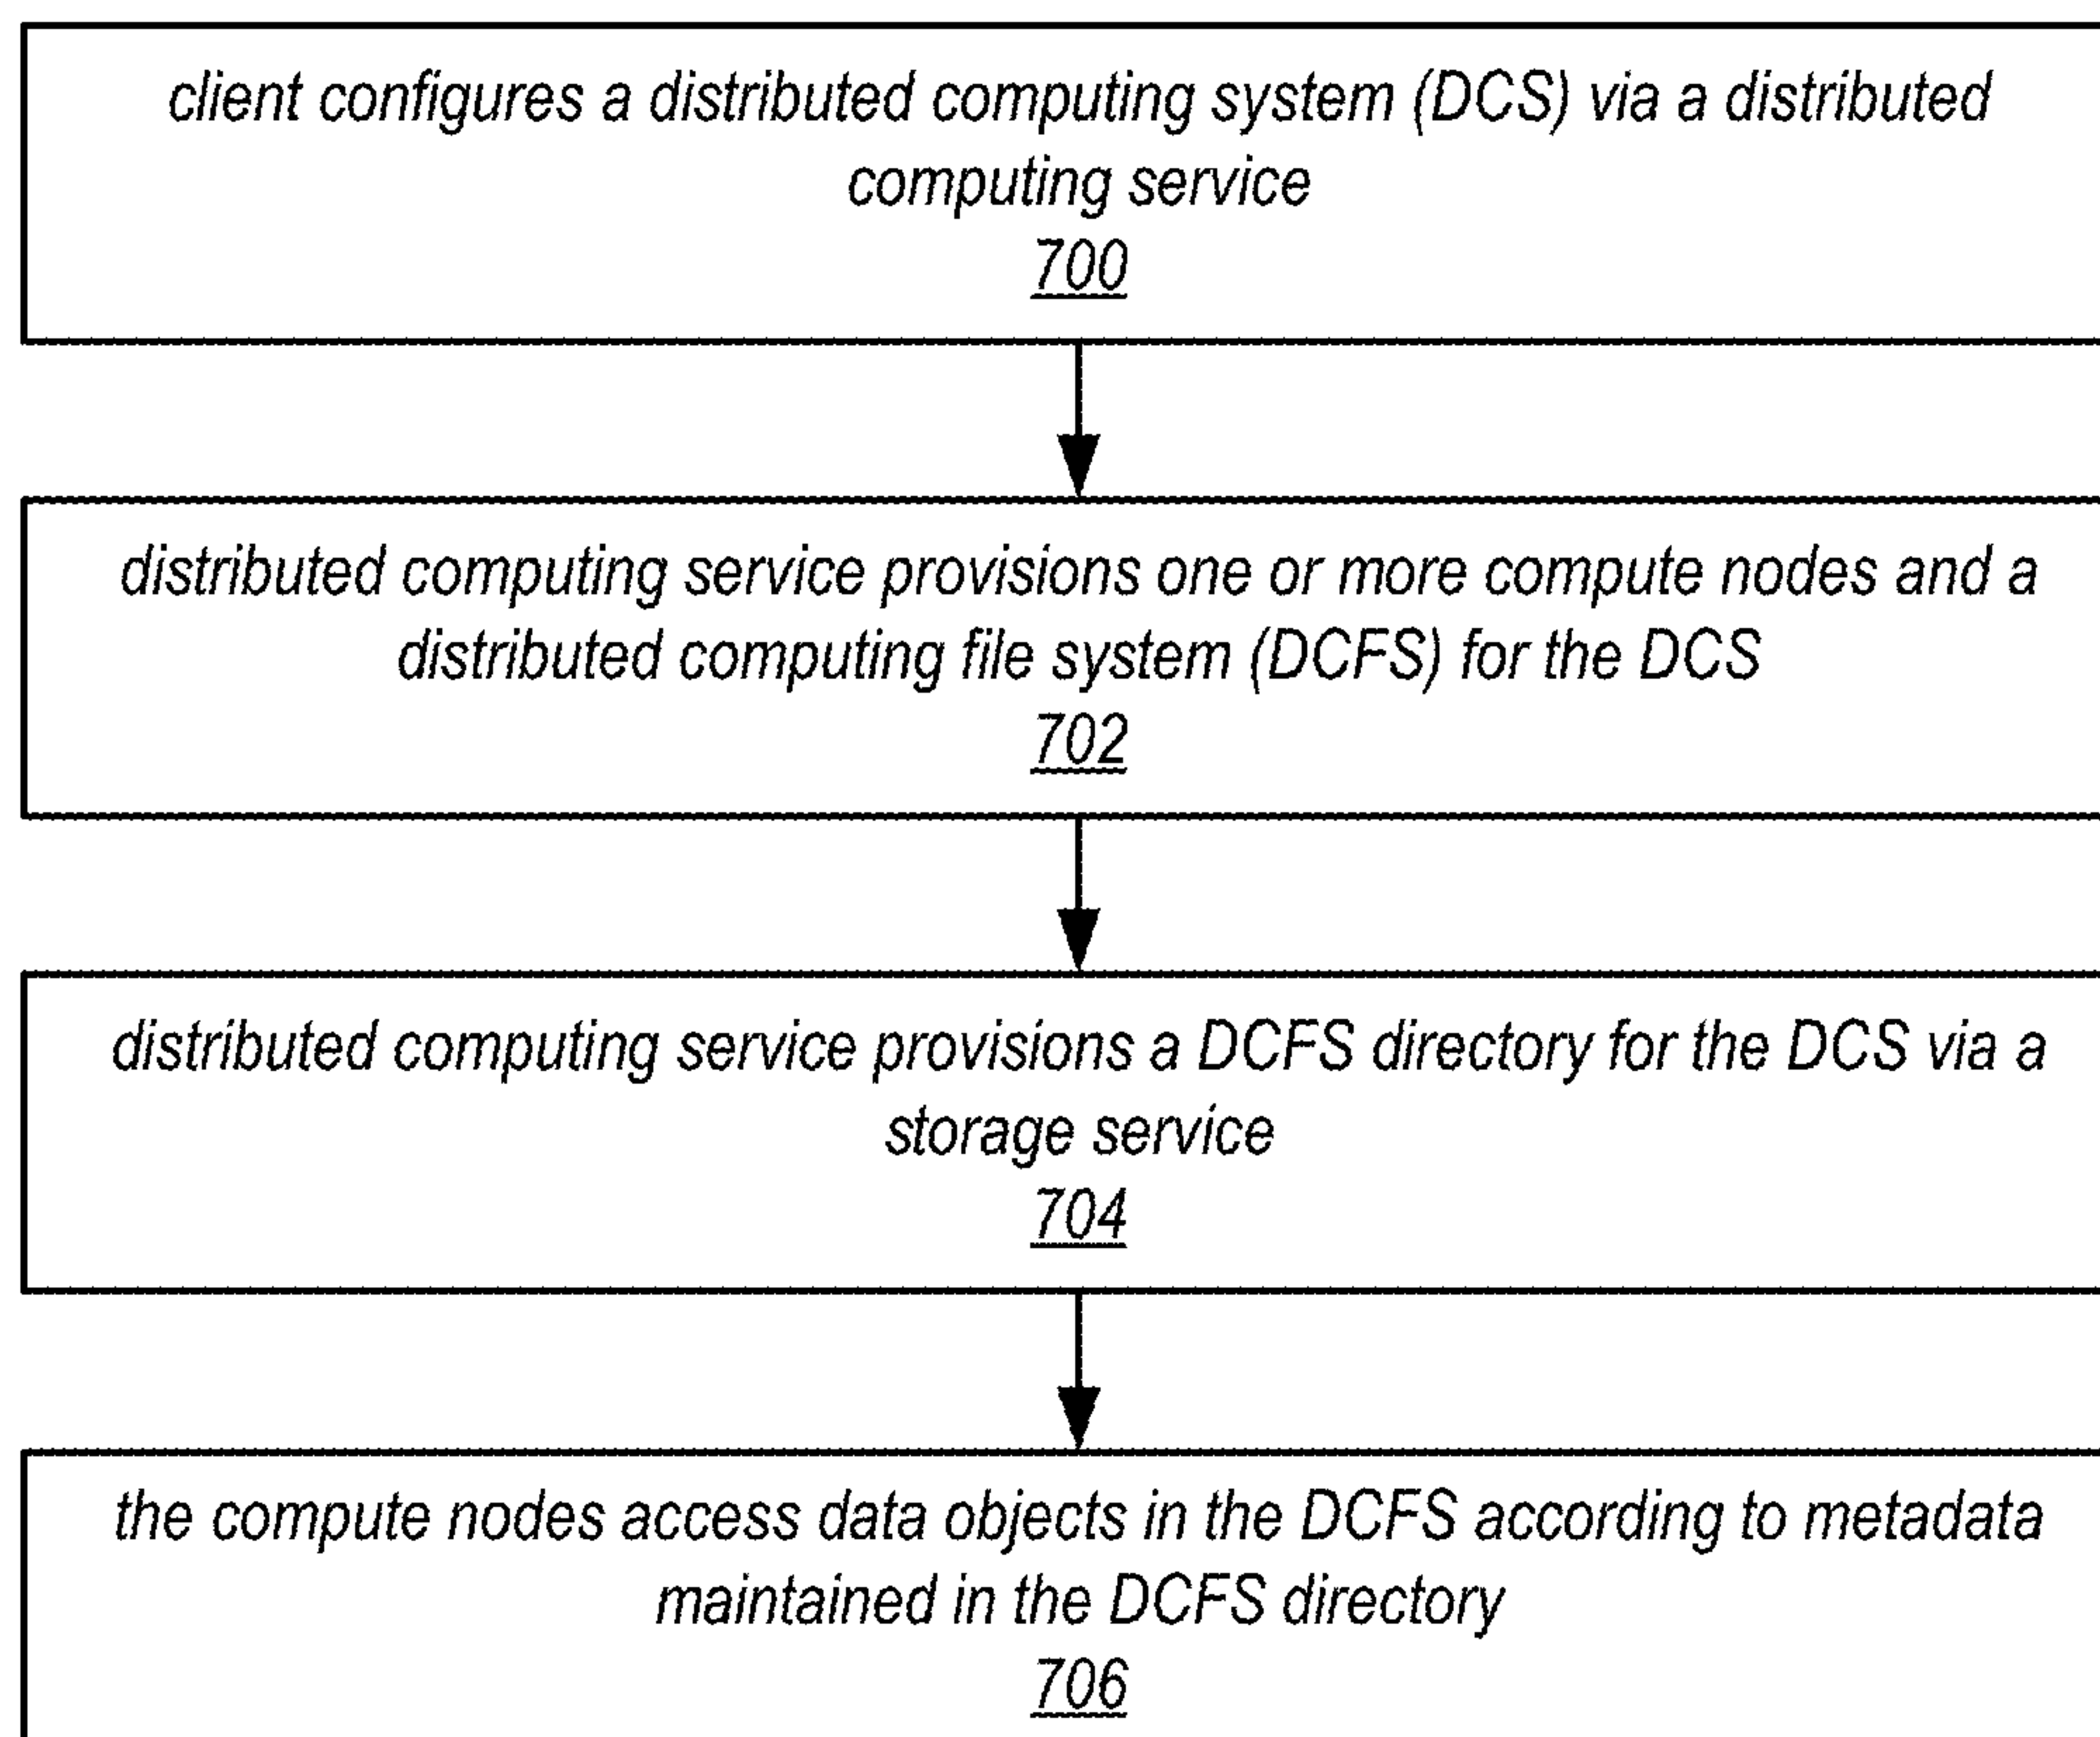 client configures a distributed computing system (DCS) via a distributed
computing service
700
distributed computing service provisions one or more compute nodes and a
distributed computing file system (DCFS) for the DCS
702
distributed computing service provisions a DCFS directory for the DCS via a
storage service
704
the compute nodes access data objects in the DCFS according to metadata
maintained in the DCFS directory
706